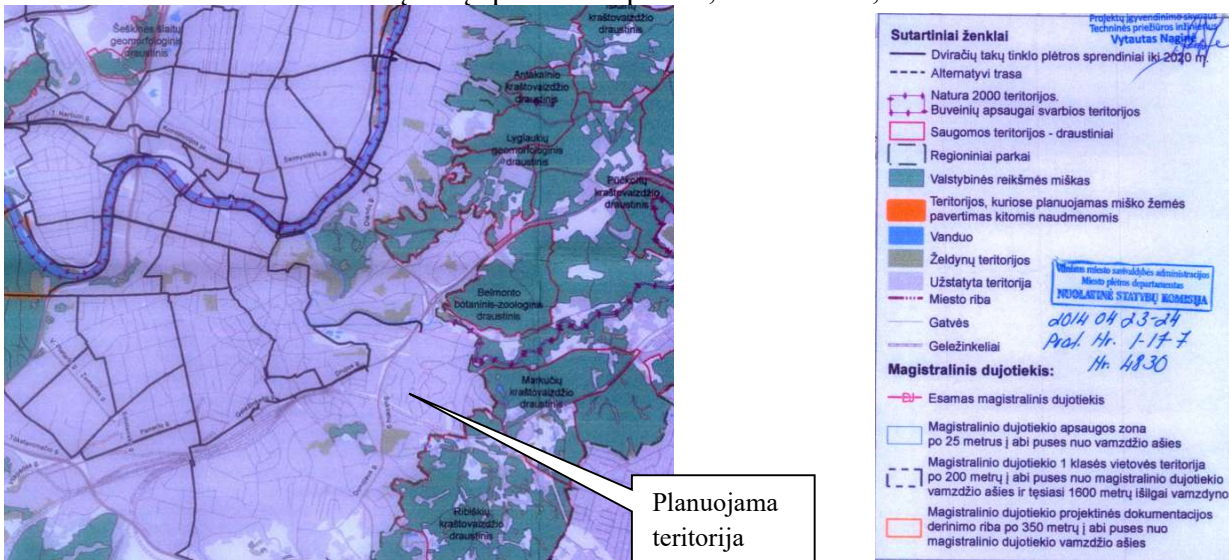 Šeškinės šlaitų
geomorfologinis
draustinis
kraštovaizdžio
draustinis
Antakalnio
kraštovaizdžio
draustinis
Lyglaukių
geomorfologinis
draustinis
Pūčkorių
kraštovaizdžio
draustinis
Belmonto
botaninis-zoologinis
draustinis
Markučių
kraštovaizdžio
draustinis
Ribiškių
kraštovaizdžio
draustinis
Planuojama
teritorija
Projektų įgyvendinimo skyriaus
Techninės priežiūros inžinierius
Vytautas Naginė
Sutartiniai ženklai
Dviračių takų tinklo plėtros sprendiniai iki 2020 m.
Alternatyvi trasa
Natura 2000 teritorijos.
Buveinių apsaugai svarbios teritorijos
Saugomos teritorijos - draustiniai
Regioniniai parkai
Valstybinės reikšmės miškas
Teritorijos, kuriose planuojamas miško žemės
pavertimas kitomis naudmenomis
Vanduo
Želdynų teritorijos
Užstatyta teritorija
Miesto riba
Gatvės
Geležinkeliai
Vilniaus miesto savivaldybės administracijos
Miesto plėtros departamentas
NUOLATINĖ STATYBŲ KOMISIJA
2014 04 23-24
Prot. Nr. 1-17-7
Nr. 4830
Magistralinis dujotiekis:
Esamas magistralinis dujotiekis
Magistralinio dujotiekio apsaugos zona
po 25 metrus į abi puses nuo vamzdžio ašies
Magistralinio dujotiekio 1 klasės vietovės teritorija
po 200 metrų į abi puses nuo magistralinio dujotiekio
vamzdžio ašies ir tęsiasi 1600 metrų išilgai vamzdyno
Magistralinio dujotiekio projektinės dokumentacijos
derinimo riba po 350 metrų į abi puses nuo
magistralinio dujotiekio vamzdžio ašies